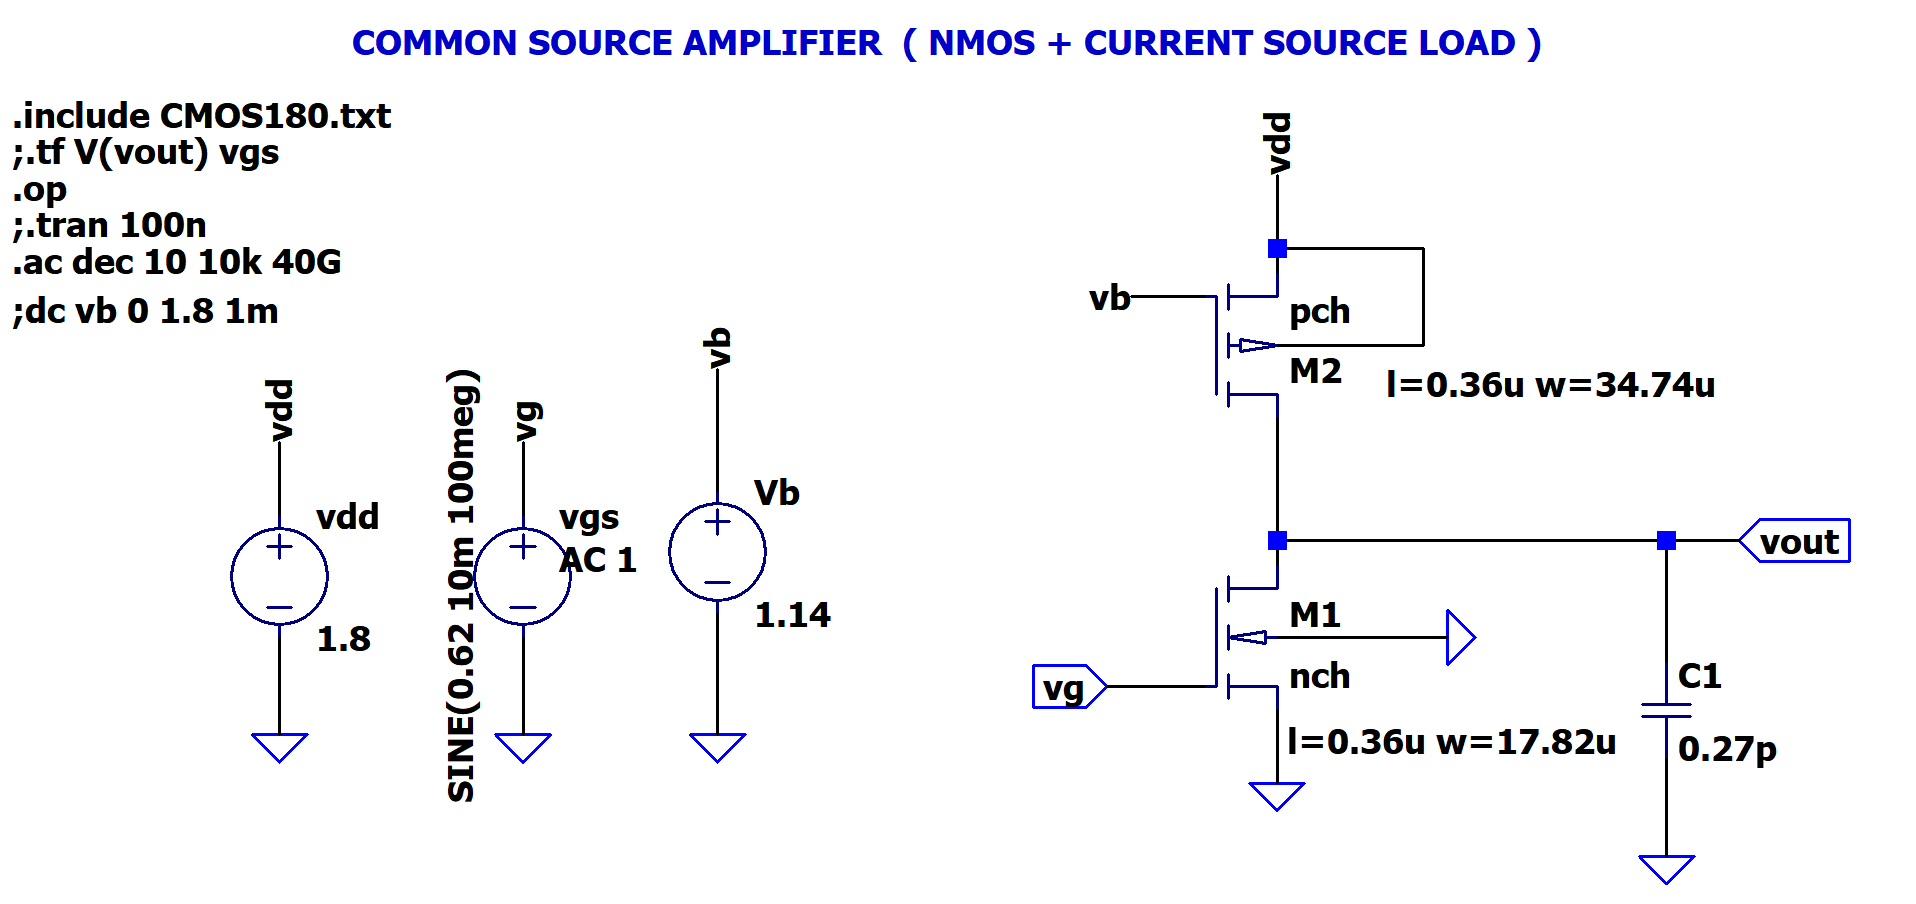 COMMON SOURCE AMPLIFIER ( NMOS + CURRENT SOURCE LOAD )
.include CMOS180.txt
;.tf V(vout) vgs
.op
;.tran 100n
.ac dec 10 10k 40G
;dc vb 0 1.8 1m
vdd
vdd
1.8
vg
vgs
AC 1
SINE(0.62 10m 100meg)
vb
Vb
1.14
vdd
vb
pch
M2
l=0.36u w=34.74u
vout
M1
nch
vg
l=0.36u w=17.82u
C1
0.27p